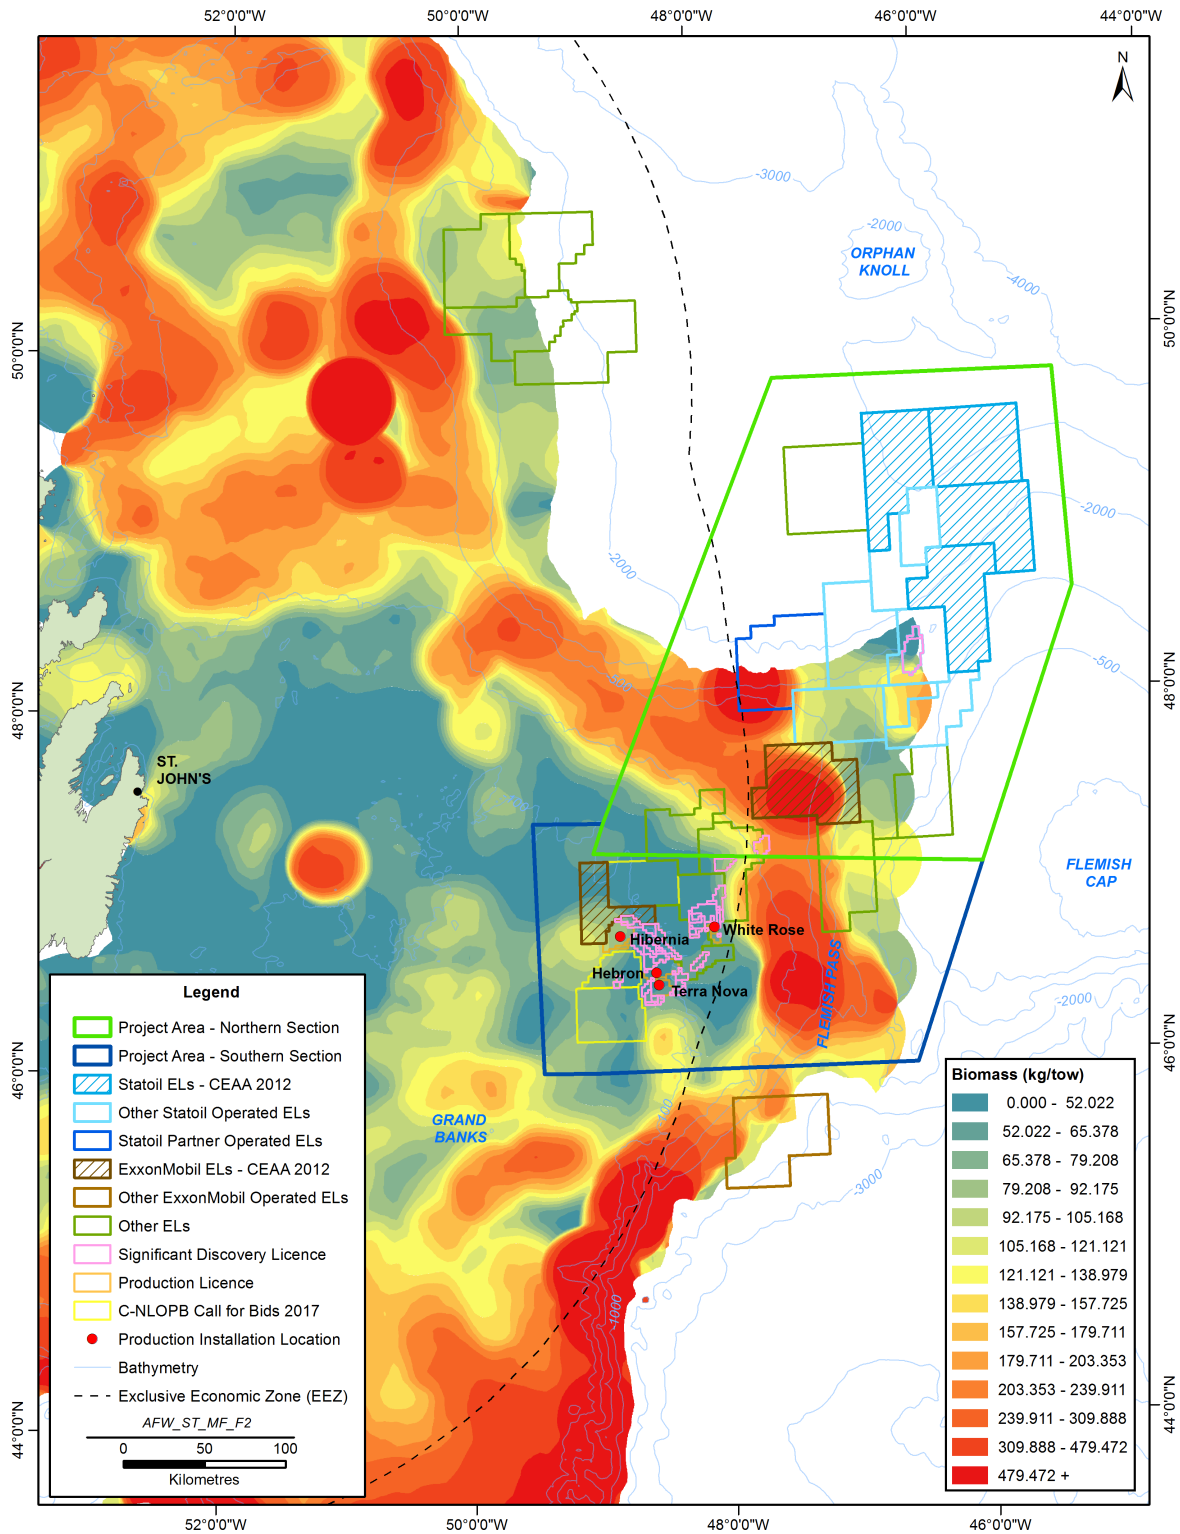 52°0'0"W 50°0'0"W 48°0'0"W 46°0'0"W 44°0'0"W
N
-3000
-2000
ORPHAN
KNOLL
-4000
50°0'0"N
50°0'0"N
-2000
-2000
-500
48°0'0"N
48°0'0"N
-500
ST.
JOHN'S
FLEMISH
CAP
White Rose
Hibernia
Hebron
Terra Nova
FLEMISH PASS
-2000
46°0'0"N
46°0'0"N
-100
GRAND
BANKS
-3000
-1000
44°0'0"N
44°0'0"N
Legend
Project Area - Northern Section
Project Area - Southern Section
Statoil ELs - CEAA 2012
Other Statoil Operated ELs
Statoil Partner Operated ELs
ExxonMobil ELs - CEAA 2012
Other ExxonMobil Operated ELs
Other ELs
Significant Discovery Licence
Production Licence
C-NLOPB Call for Bids 2017
Production Installation Location
Bathymetry
Exclusive Economic Zone (EEZ)
AFW_ST_MF_F2
0 50 100
Kilometres
Biomass (kg/tow)
0.000 - 52.022
52.022 - 65.378
65.378 - 79.208
79.208 - 92.175
92.175 - 105.168
105.168 - 121.121
121.121 - 138.979
138.979 - 157.725
157.725 - 179.711
179.711 - 203.353
203.353 - 239.911
239.911 - 309.888
309.888 - 479.472
479.472 +
52°0'0"W 50°0'0"W 48°0'0"W 46°0'0"W